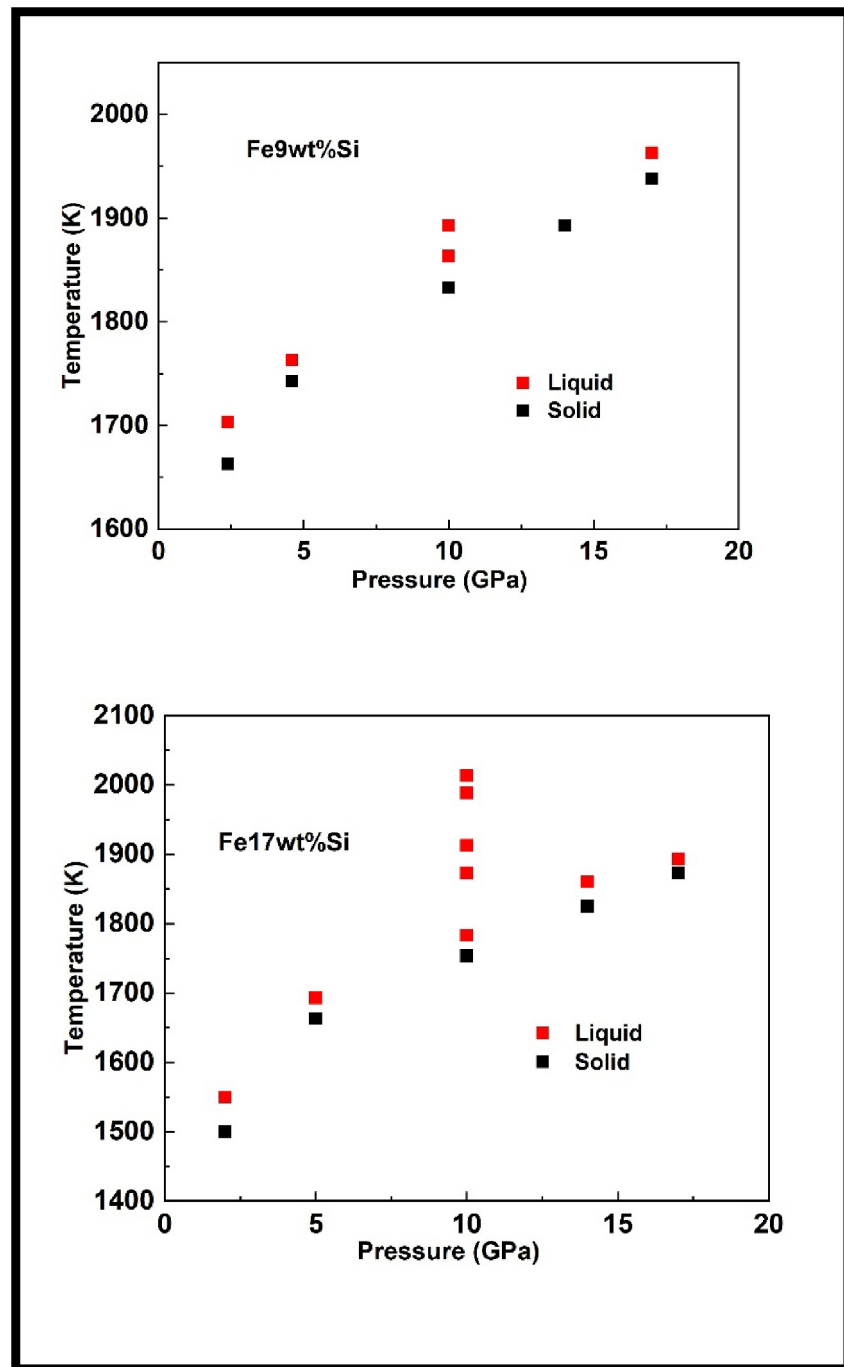 2000
Fe9wt%Si
1900
Temperature (K)
1800
Liquid
Solid
1700
1600
0 5 10 15 20
Pressure (GPa)
2100
2000
1900
Fe17wt%Si
Temperature (K)
1800
1700
Liquid
Solid
1600
1500
1400
0 5 10 15 20
Pressure (GPa)